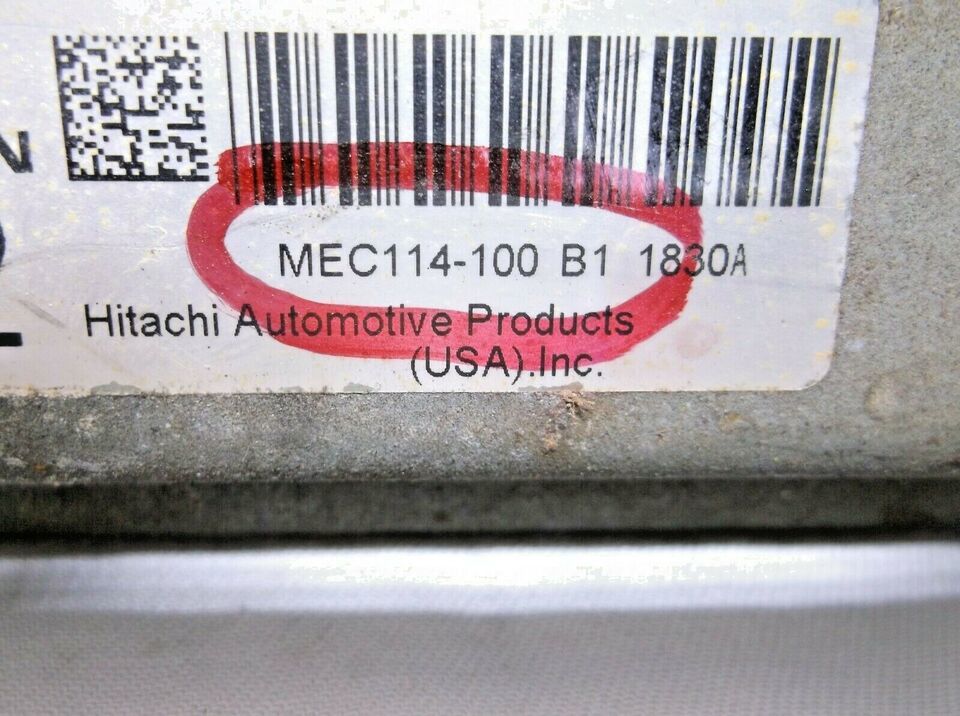 N
MEC114-100 B1 1830A
Hitachi Automotive Products
(USA).Inc.